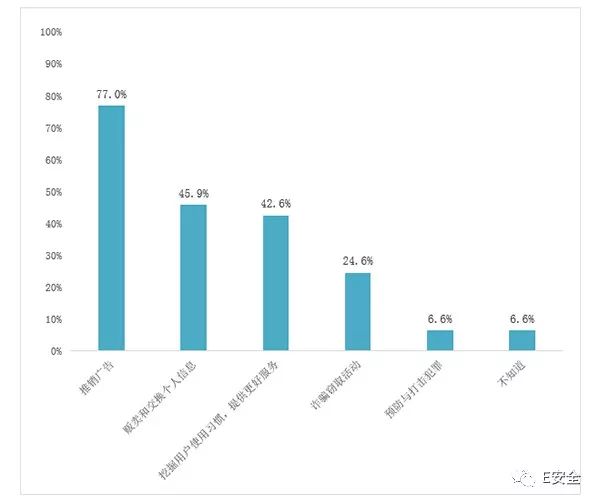 100%
90%
80%
70%
60%
50%
40%
30%
20%
10%
0%
77.0%
45.9%
42.6%
24.6%
6.6%
6.6%
推销广告
贩卖和交换个人信息
挖掘用户使用习惯，提供更好服务
诈骗窃取活动
预防与打击犯罪
不知道
E安全